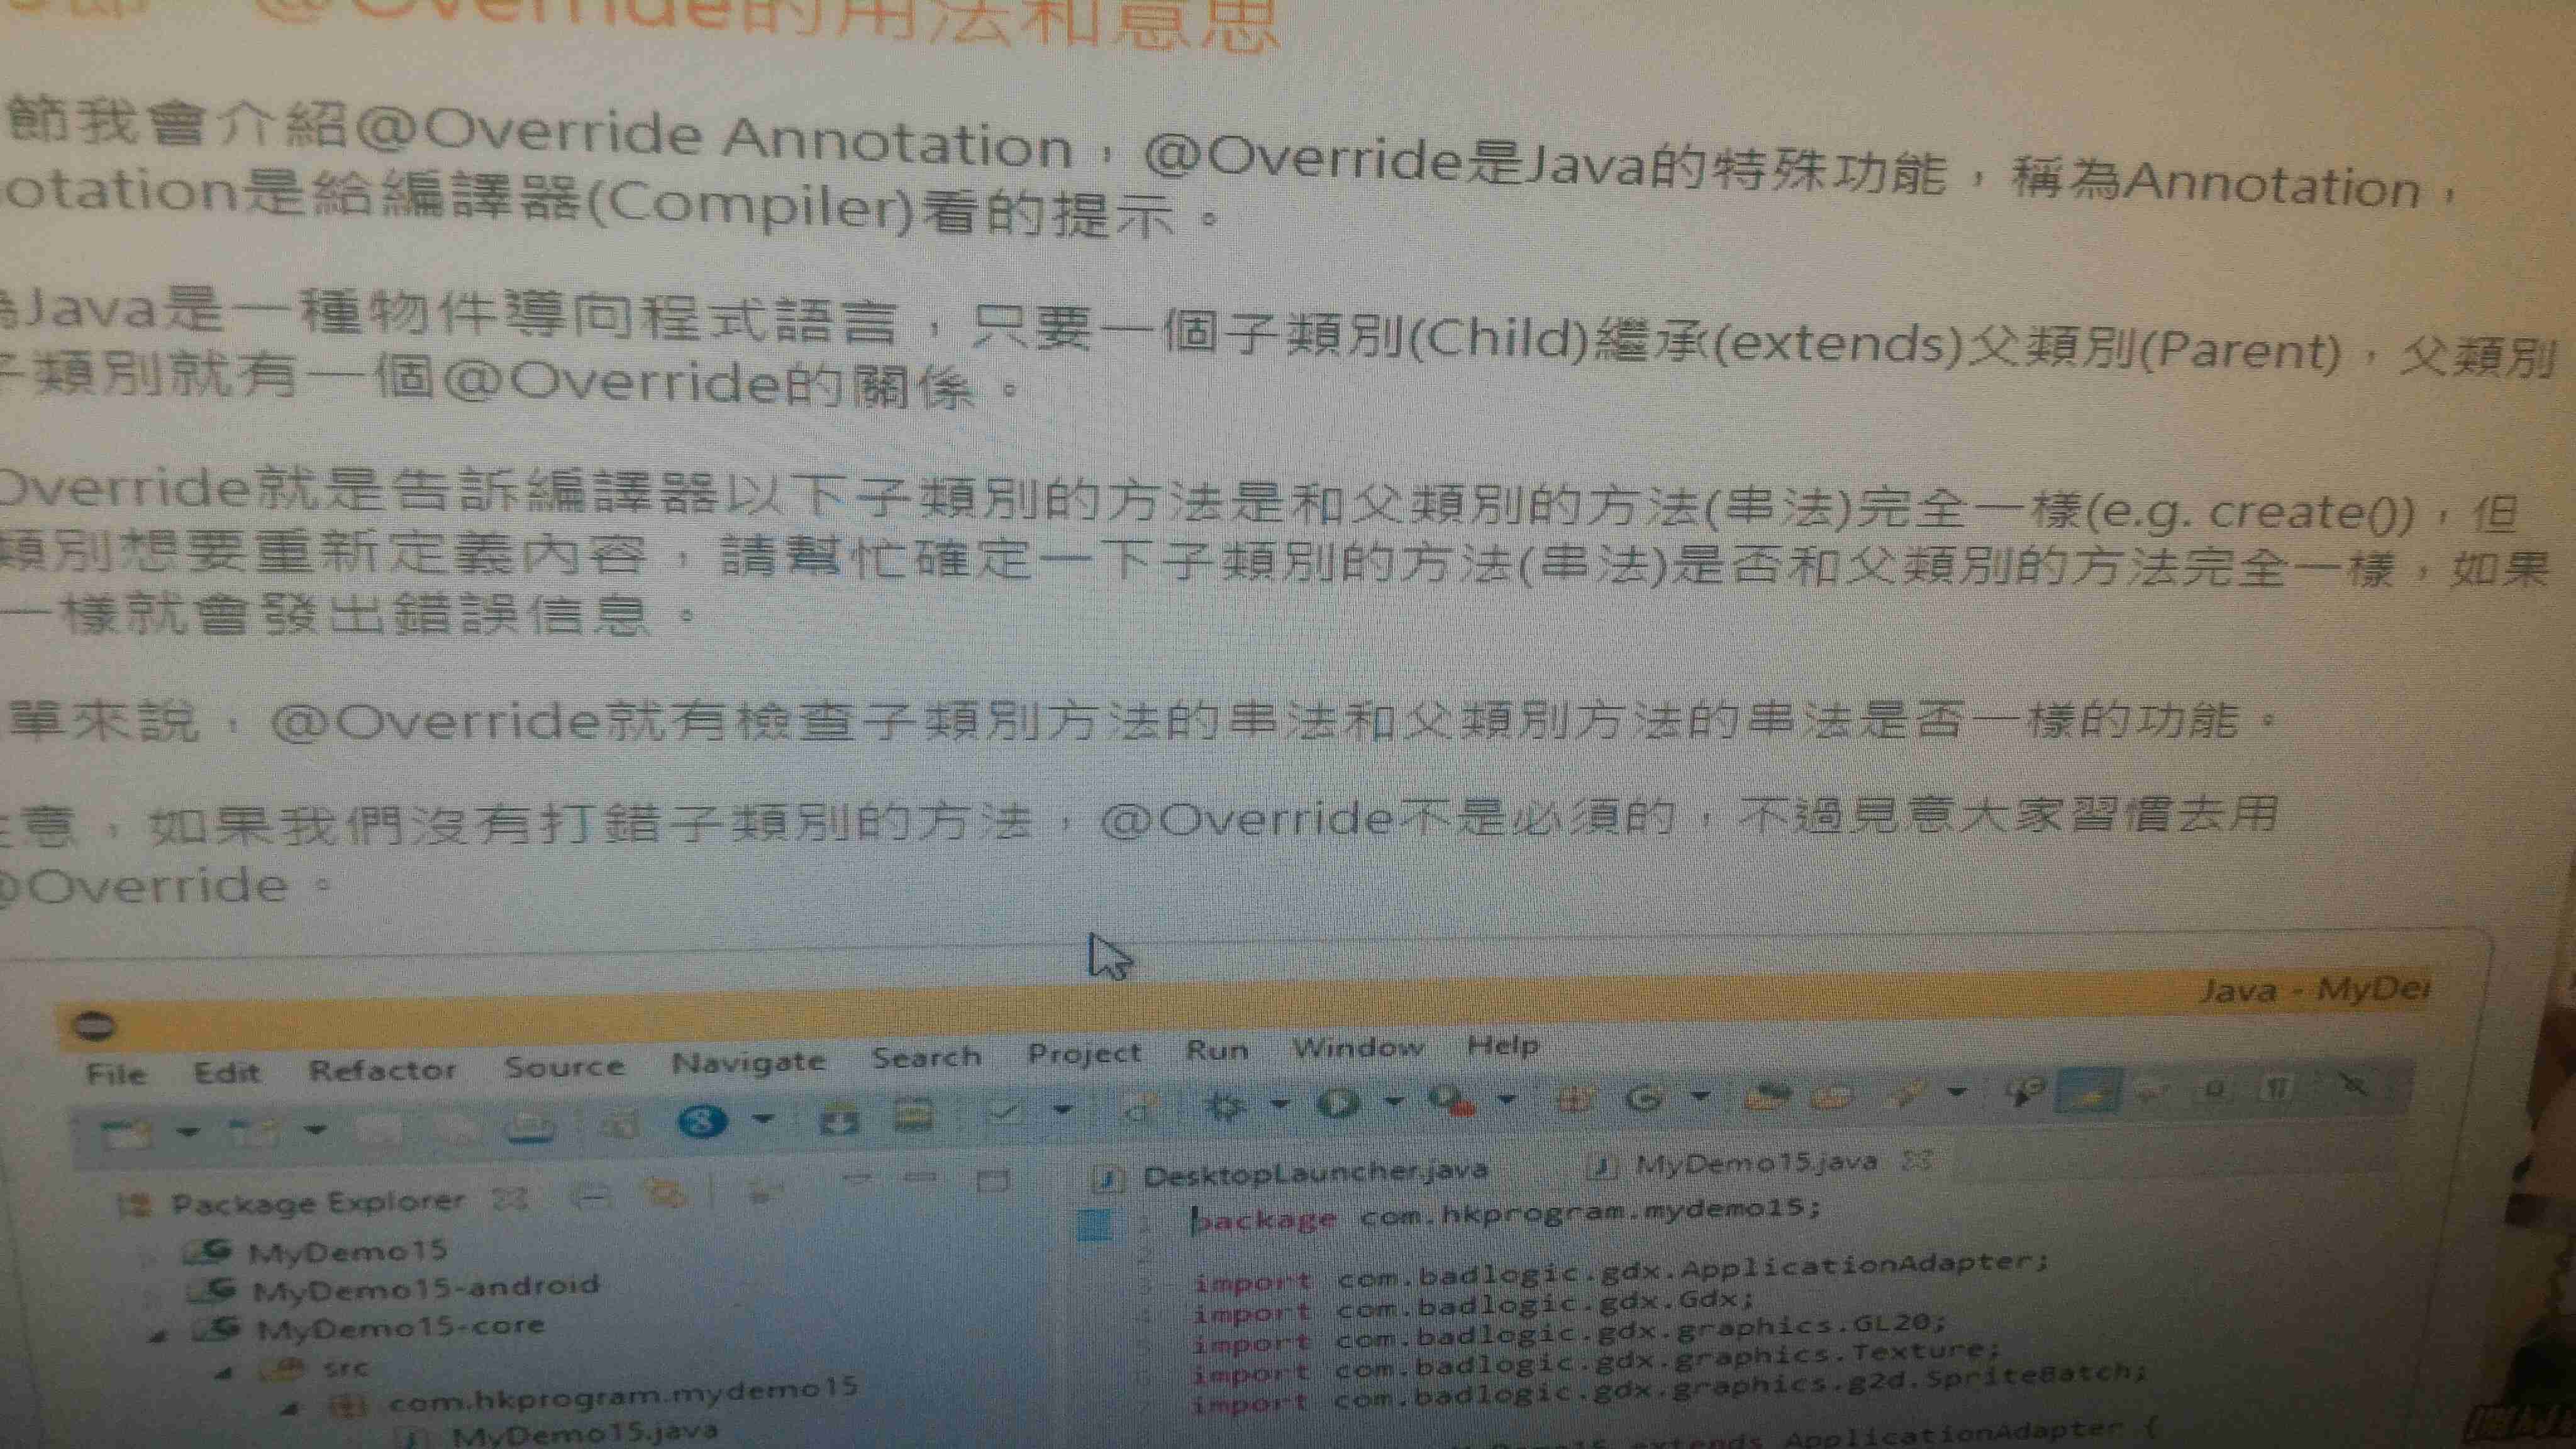 @Override的用法和意思
節我會介紹@Override Annotation，@Override是Java的特殊功能，稱為Annotation，
otation是給編譯器(Compiler)看的提示。
為Java是一種物件導向程式語言，只要一個子類別(Child)繼承(extends)父類別(Parent)，父類別
子類別就有一個@Override的關係。
Override就是告訴編譯器以下子類別的方法是和父類別的方法(串法)完全一樣(e.g. create())，但
類別想要重新定義內容，請幫忙確定一下子類別的方法(串法)是否和父類別的方法完全一樣，如果
一樣就會發出錯誤信息。
單來說，@Override就有檢查子類別方法的串法和父類別方法的串法是否一樣的功能。
注意，如果我們沒有打錯子類別的方法，@Override不是必須的，不過見意大家習慣去用
@Override。
Java - MyDe
File Edit Refactor Source Navigate Search Project Run Window Help
Package Explorer
DesktopLauncher.java MyDemo15.java
MyDemo15
MyDemo15-android
MyDemo15-core
src
com.hkprogram.mydemo15
MyDemo15.java
package com.hkprogram.mydemo15;
import com.badlogic.gdx.ApplicationAdapter;
import com.badlogic.gdx.Gdx;
import com.badlogic.gdx.graphics.GL20;
import com.badlogic.gdx.graphics.Texture;
import com.badlogic.gdx.graphics.g2d.SpriteBatch;
extends ApplicationAdapter {